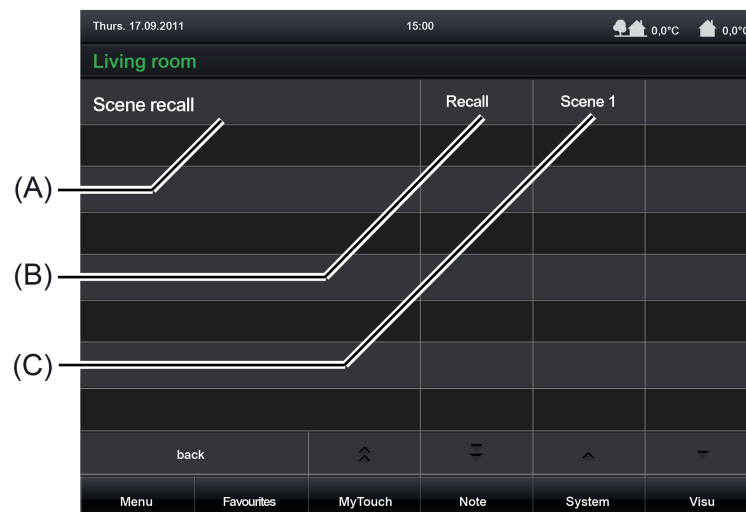 Thurs. 17.09.2011 15:00 0,0°C 0,0°C
Living room
Scene recall Recall Scene 1
(A)
(B)
(C)
back
Menu Favourites MyTouch Note System Visu